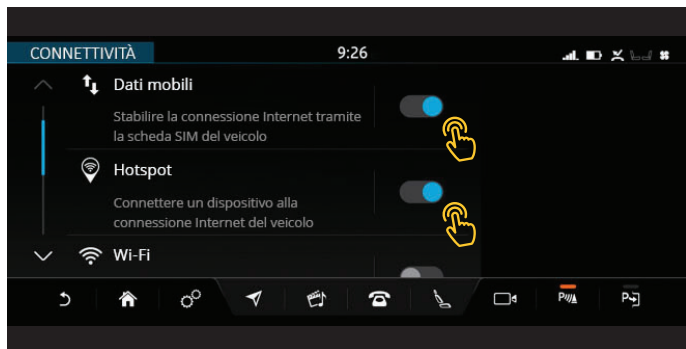 CONNETTIVITÀ
9:26
Dati mobili
Stabilire la connessione Internet tramite
la scheda SIM del veicolo
Hotspot
Connettere un dispositivo alla
connessione Internet del veicolo
Wi-Fi
P
P